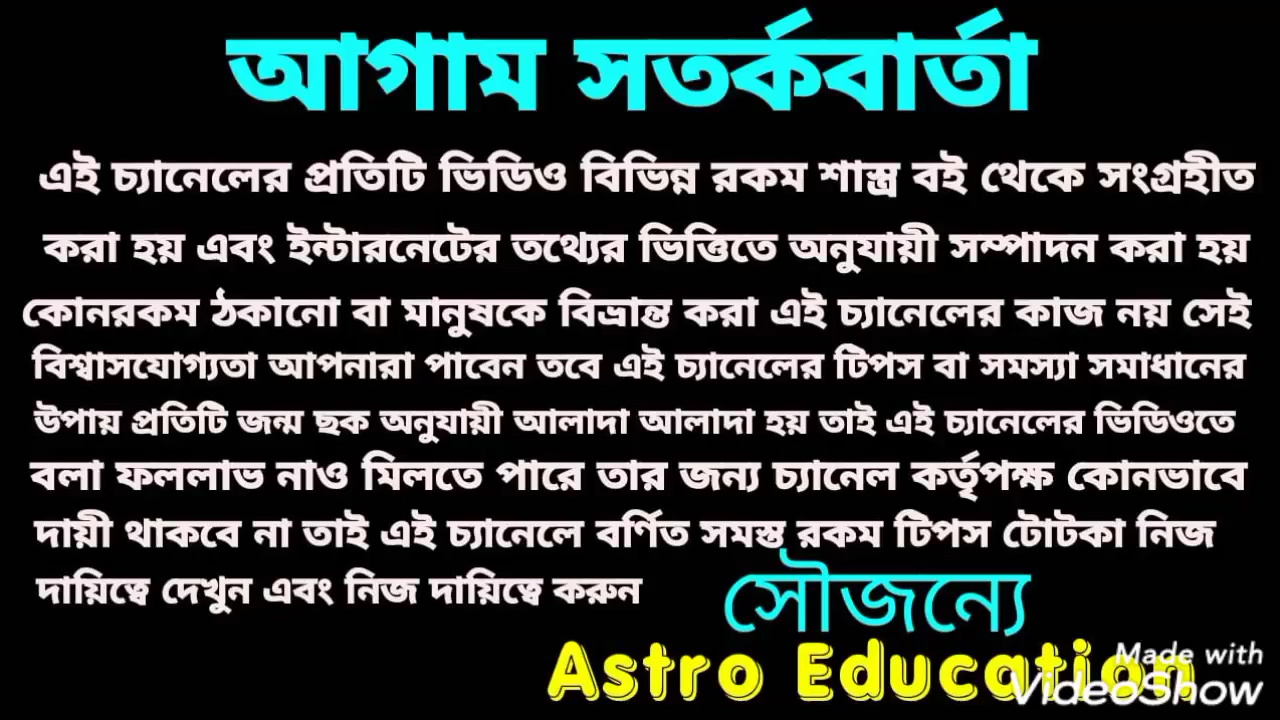 আগাম সতর্কবার্তা
এই চ্যানেলের প্রতিটি ভিডিও বিভিন্ন রকম শাস্ত্র বই থেকে সংগ্রহীত
করা হয় এবং ইন্টারনেটের তথ্যের ভিত্তিতে অনুযায়ী সম্পাদন করা হয়
কোনরকম ঠকানো বা মানুষকে বিভ্রান্ত করা এই চ্যানেলের কাজ নয় সেই
বিশ্বাসযোগ্যতা আপনারা পাবেন তবে এই চ্যানেলের টিপস বা সমস্যা সমাধানের
উপায় প্রতিটি জন্ম ছক অনুযায়ী আলাদা আলাদা হয় তাই এই চ্যানেলের ভিডিওতে
বলা ফললাভ নাও মিলতে পারে তার জন্য চ্যানেল কর্তৃপক্ষ কোনভাবে
দায়ী থাকবে না তাই এই চ্যানেলে বর্ণিত সমস্ত রকম টিপস টোটকা নিজ
দায়িত্বে দেখুন এবং নিজ দায়িত্বে করুন
সৌজন্যে
Astro Education
Made with
VideoShow